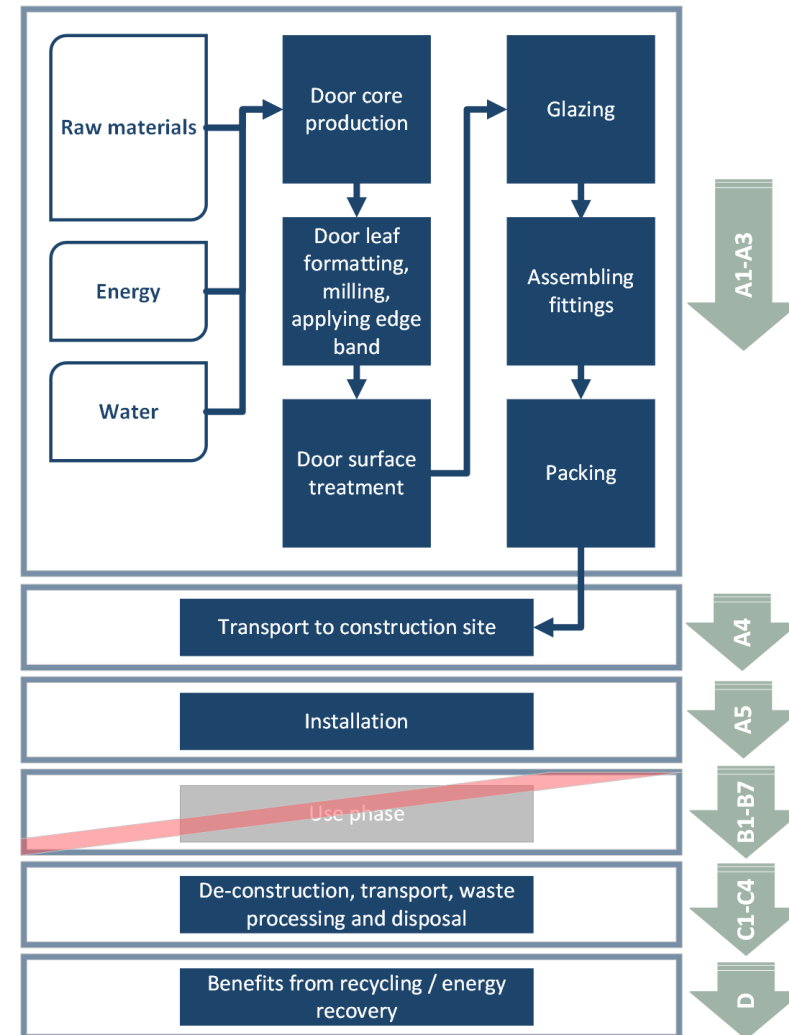 Raw materials
Energy
Water
Door core
production
Door leaf
formatting,
milling,
applying edge
band
Door surface
treatment
Glazing
Assembling
fittings
Packing
A1-A3
Transport to construction site
A4
Installation
A5
Use phase
B1-B7
De-construction, transport, waste
processing and disposal
C1-C4
Benefits from recycling / energy
recovery
D